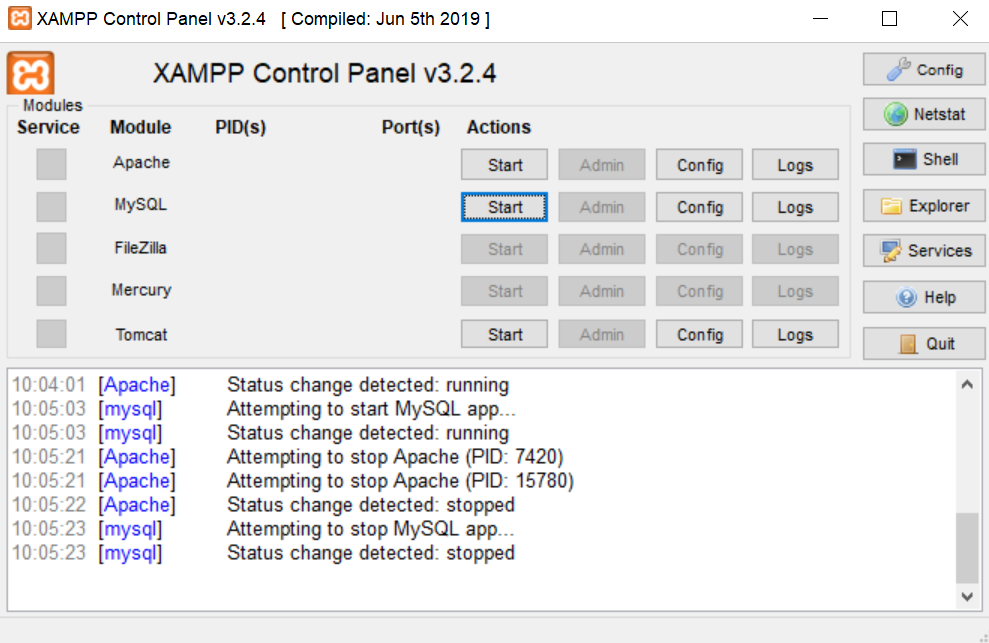 XAMPP Control Panel v3.2.4 [ Compiled: Jun 5th 2019 ]
XAMPP Control Panel v3.2.4
Config
Modules
Service Module PID(s) Port(s) Actions
Netstat
Apache Start Admin Config Logs
Shell
MySQL Start Admin Config Logs
Explorer
FileZilla Start Admin Config Logs
Services
Mercury Start Admin Config Logs
Help
Tomcat Start Admin Config Logs
Quit
10:04:01 [Apache] Status change detected: running
10:05:03 [mysql] Attempting to start MySQL app...
10:05:03 [mysql] Status change detected: running
10:05:21 [Apache] Attempting to stop Apache (PID: 7420)
10:05:21 [Apache] Attempting to stop Apache (PID: 15780)
10:05:22 [Apache] Status change detected: stopped
10:05:23 [mysql] Attempting to stop MySQL app...
10:05:23 [mysql] Status change detected: stopped